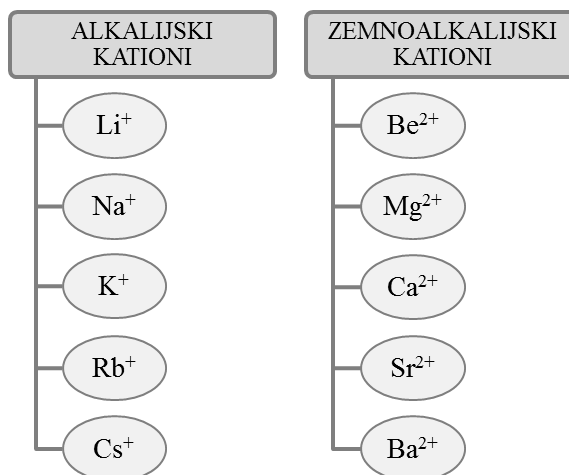 ALKALIJSKI
KATIONI
Li⁺
Na⁺
K⁺
Rb⁺
Cs⁺
ZEMNOALKALIJSKI
KATIONI
Be²⁺
Mg²⁺
Ca²⁺
Sr²⁺
Ba²⁺